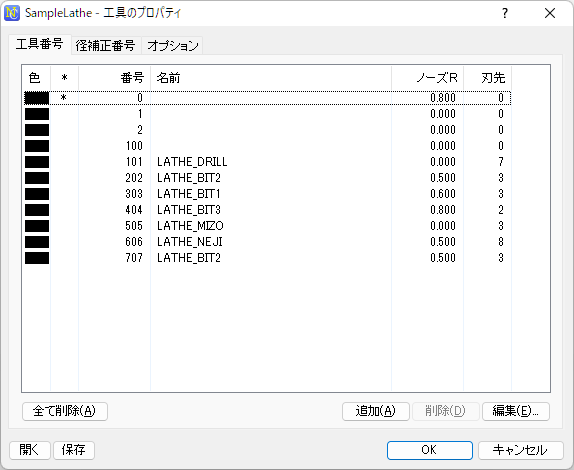 SampleLathe - 工具のプロパティ
工具番号 径補正番号 オプション
色 * 番号 名前 ノーズR 刃先
* 0 0.800 0
1 0.000 0
2 0.000 0
100 0.000 0
101 LATHE_DRILL 0.000 7
202 LATHE_BIT2 0.500 3
303 LATHE_BIT1 0.600 3
404 LATHE_BIT3 0.800 2
505 LATHE_MIZO 0.000 3
606 LATHE_NEJI 0.500 8
707 LATHE_BIT2 0.500 3
全て削除(A) 追加(A) 削除(D) 編集(E)...
開く 保存 OK キャンセル